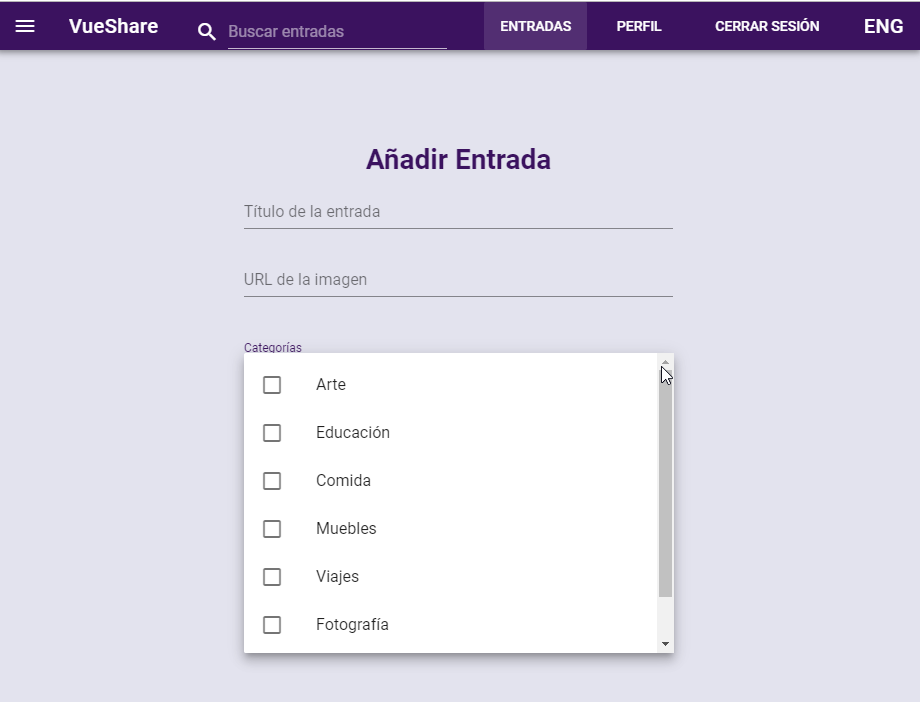 VueShare Buscar entradas ENTRADAS PERFIL CERRAR SESIÓN ENG
Añadir Entrada
Título de la entrada
URL de la imagen
Categorías
Arte
Educación
Comida
Muebles
Viajes
Fotografía